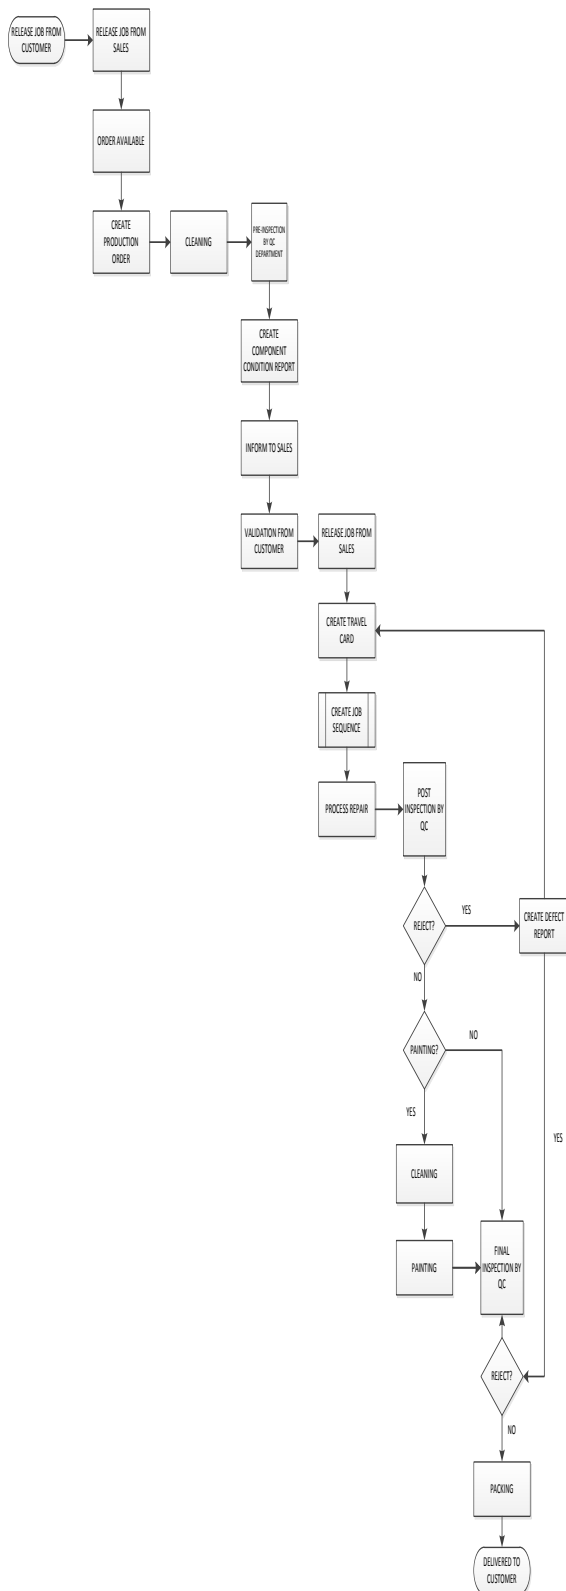 RELEASE JOB FROM
CUSTOMER
RELEASE JOB FROM
SALES
ORDER AVAILABLE
CREATE
PRODUCTION
ORDER
CLEANING
PRE-INSPECTION
BY QC
DEPARTMENT
CREATE
COMPONENT
CONDITION REPORT
INFORM TO SALES
VALIDATION FROM
CUSTOMER
RELEASE JOB FROM
SALES
CREATE TRAVEL
CARD
CREATE JOB
SEQUENCE
PROCESS REPAIR
POST
INSPECTION BY
QC
REJECT?
YES
CREATE DEFECT
REPORT
NO
PAINTING?
NO
YES
YES
CLEANING
PAINTING
FINAL
INSPECTION BY
QC
REJECT?
NO
PACKING
DELIVERED TO
CUSTOMER